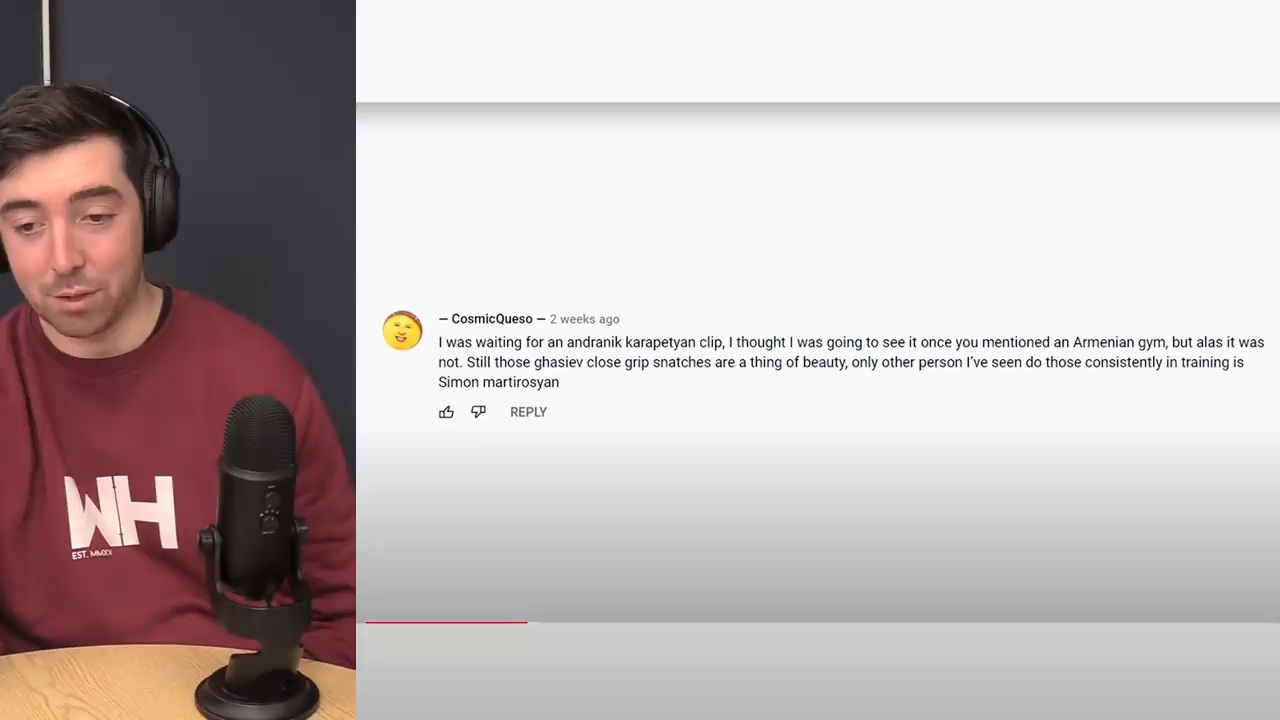 — CosmicQueso — 2 weeks ago
I was waiting for an andranik karapetyan clip, I thought I was going to see it once you mentioned an Armenian gym, but alas it was
not. Still those ghasiev close grip snatches are a thing of beauty, only other person I've seen do those consistently in training is
Simon martirosyan
REPLY
WH
EST. MMXV